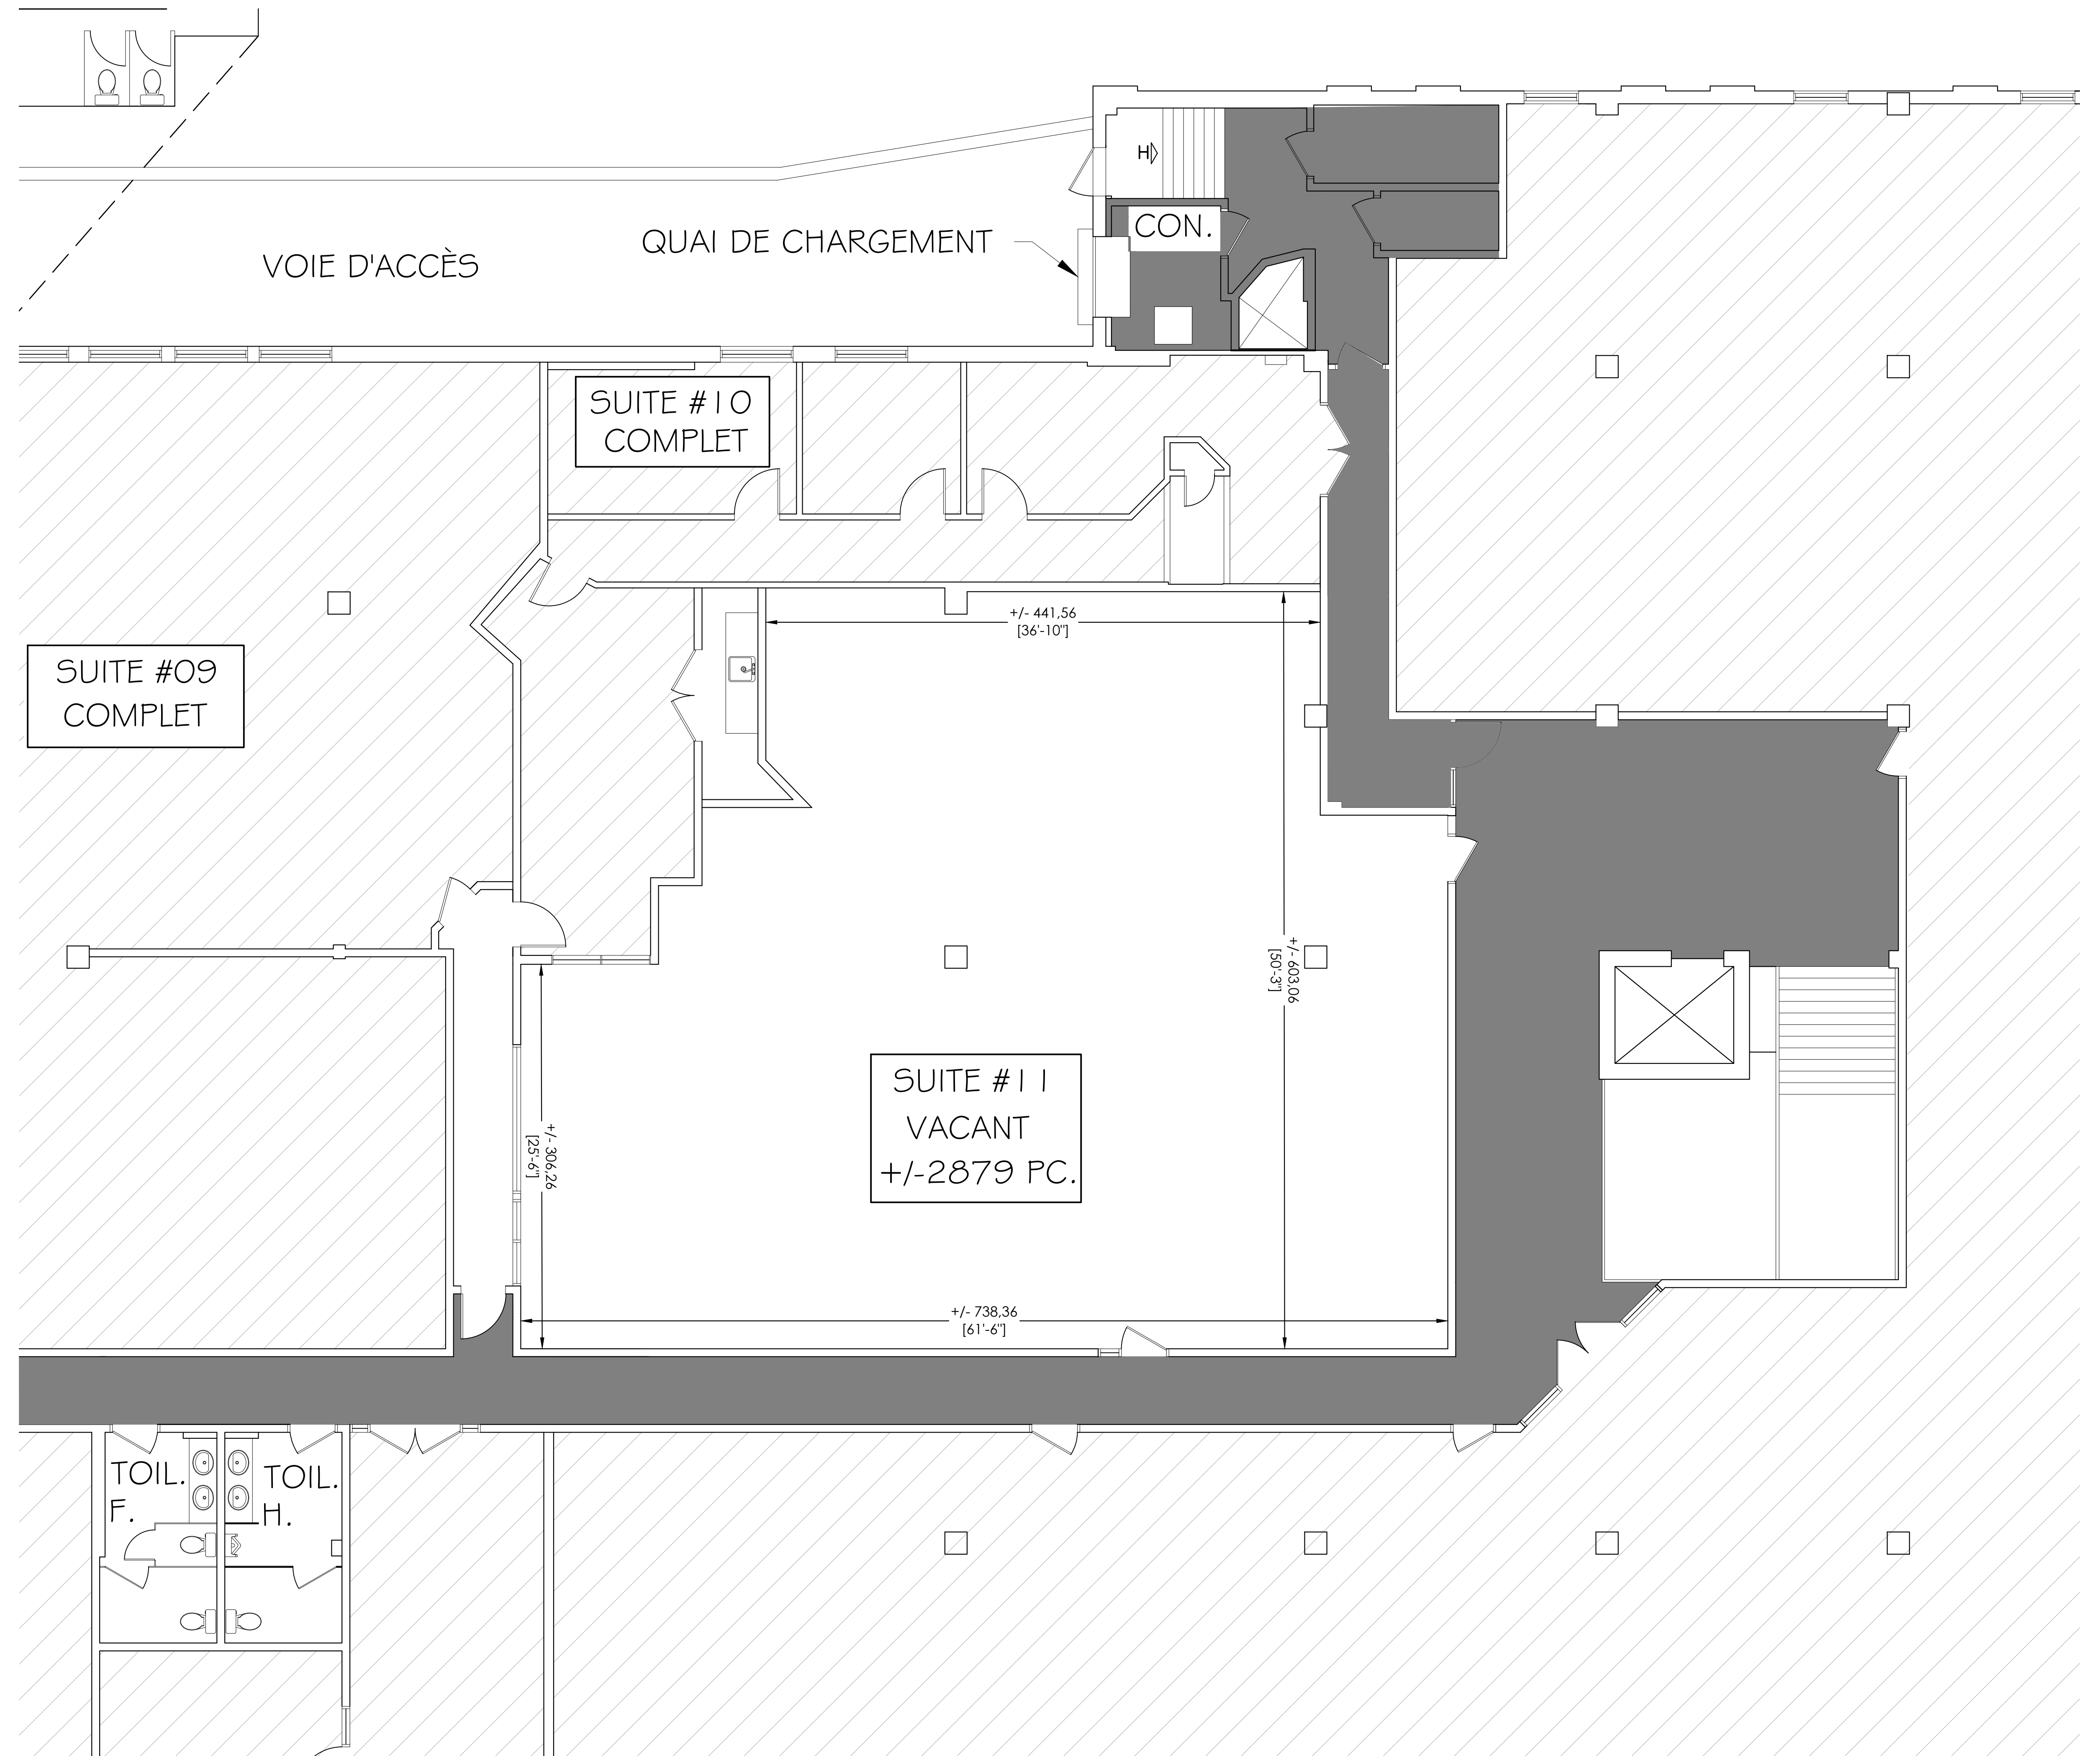 H
CON.
QUAI DE CHARGEMENT
VOIE D'ACCÈS
SUITE #10
COMPLET
+/- 441,56
[36'-10"]
SUITE #09
COMPLET
+/- 603,06
[50'-3"]
SUITE #11
VACANT
+/-2879 PC.
+/- 306,26
[25'-6"]
+/- 738,36
[61'-6"]
TOIL.
F.
TOIL.
H.